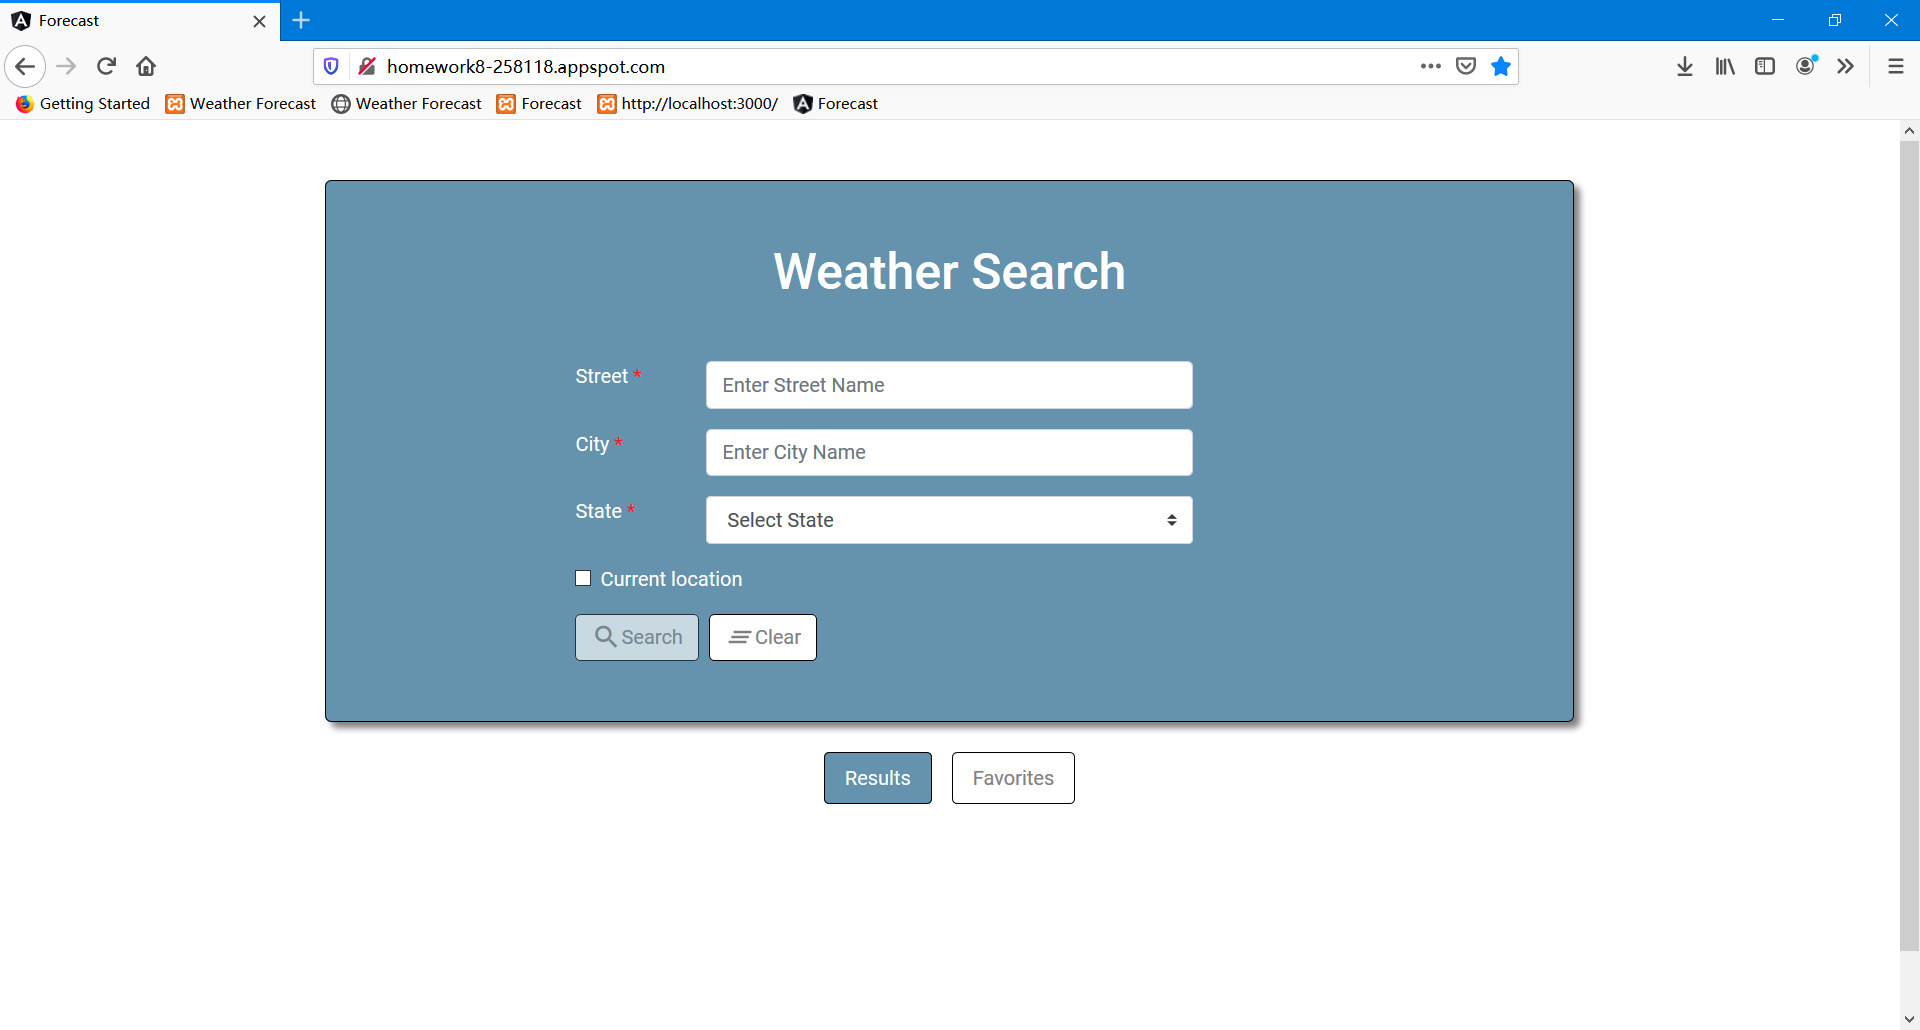 Forecast
homework8-258118.appspot.com
Getting Started Weather Forecast Weather Forecast Forecast http://localhost:3000/ Forecast
Weather Search
Street *
Enter Street Name
City *
Enter City Name
State *
Select State
Current location
Search Clear
Results Favorites